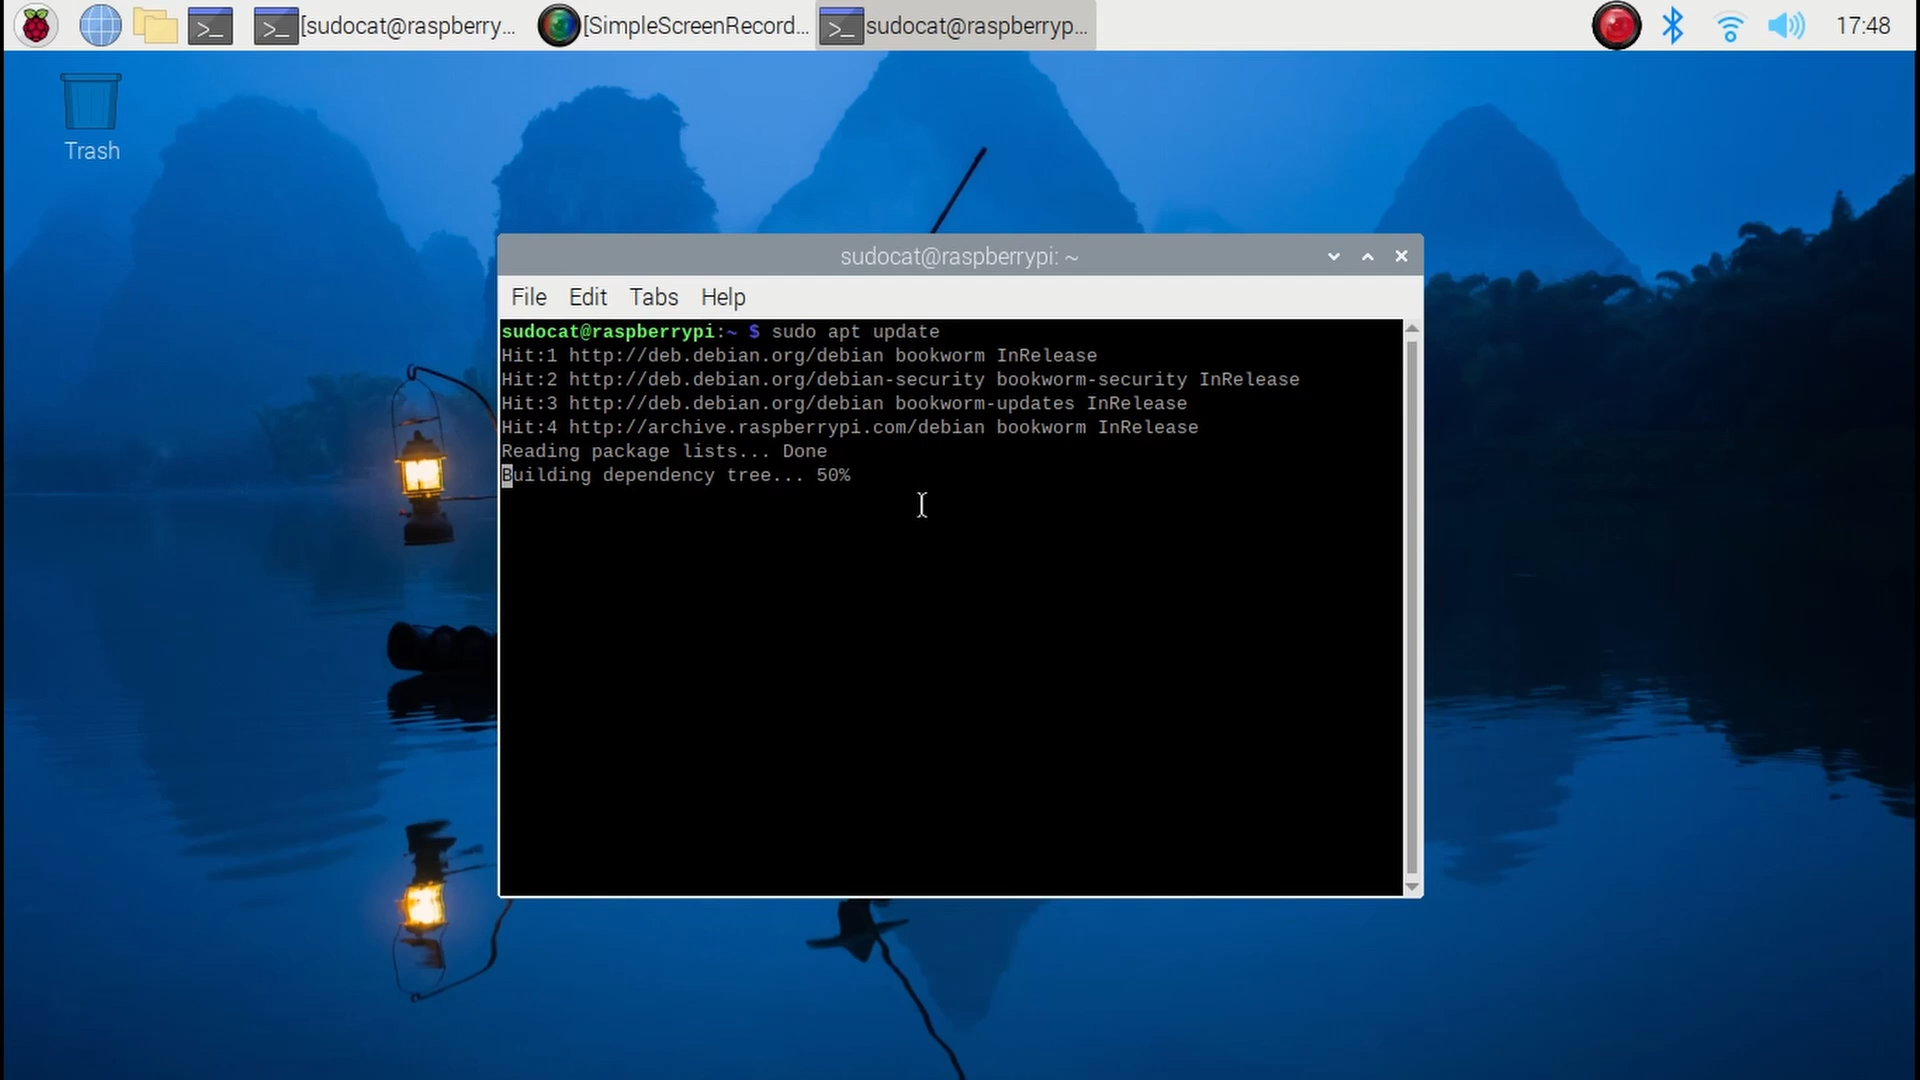 [sudocat@raspberry...
[SimpleScreenRecord...
sudocat@raspberryp...
17:48
Trash
sudocat@raspberrypi: ~
File Edit Tabs Help
sudocat@raspberrypi:~ $ sudo apt update
Hit:1 http://deb.debian.org/debian bookworm InRelease
Hit:2 http://deb.debian.org/debian-security bookworm-security InRelease
Hit:3 http://deb.debian.org/debian bookworm-updates InRelease
Hit:4 http://archive.raspberrypi.com/debian bookworm InRelease
Reading package lists... Done
Building dependency tree... 50%